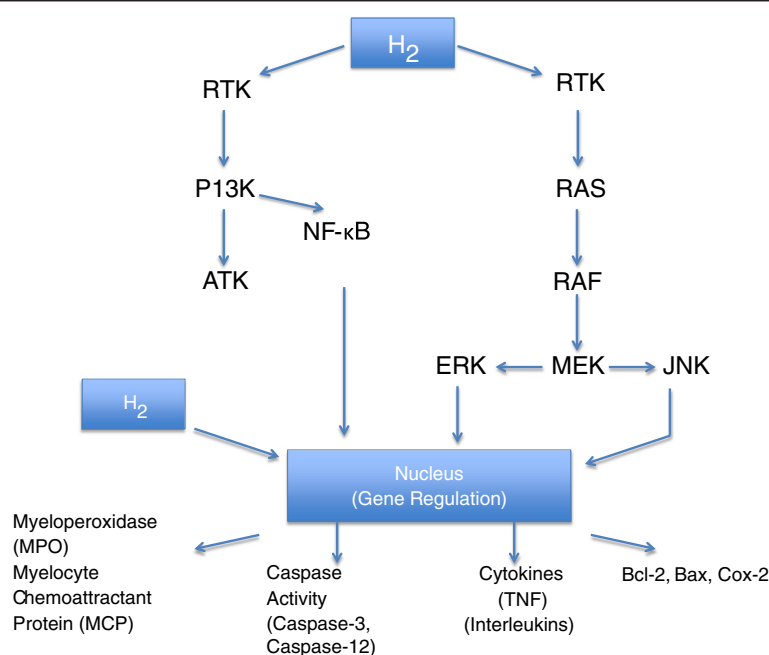 H2
RTK
RTK
P13K
RAS
NF-κB
ATK
RAF
ERK
MEK
JNK
H2
Nucleus
(Gene Regulation)
Myeloperoxidase
(MPO)
Myelocyte
Chemoattractant
Protein (MCP)
Caspase
Activity
(Caspase-3,
Caspase-12)
Cytokines
(TNF)
(Interleukins)
Bcl-2, Bax, Cox-2